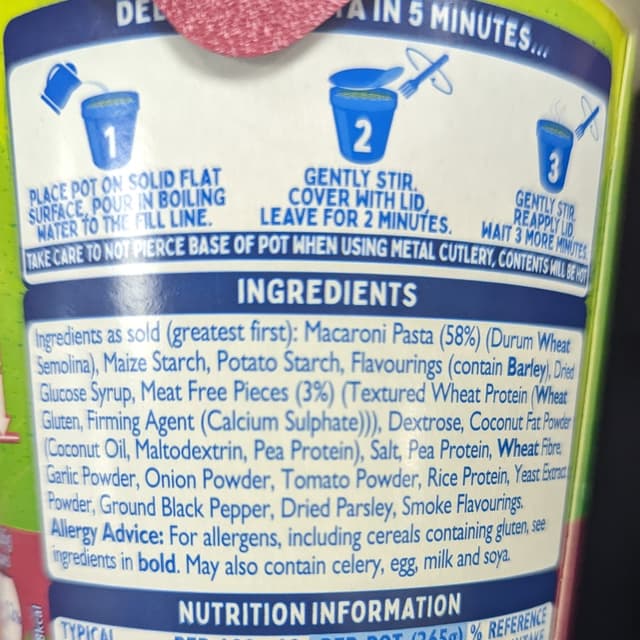 IN 5 MINUTES...
1
2
3
PLACE POT ON SOLID FLAT
SURFACE, POUR IN BOILING
WATER TO THE FILL LINE.
GENTLY STIR.
COVER WITH LID.
LEAVE FOR 2 MINUTES.
GENTLY STIR.
REAPPLY LID.
WAIT 3 MORE MINUTES.
TAKE CARE TO NOT PIERCE BASE OF POT WHEN USING METAL CUTLERY, CONTENTS WILL BE HOT
INGREDIENTS
Ingredients as sold (greatest first): Macaroni Pasta (58%) (Durum Wheat
Semolina), Maize Starch, Potato Starch, Flavourings (contain Barley), Dried
Glucose Syrup, Meat Free Pieces (3%) (Textured Wheat Protein (Wheat
Gluten, Firming Agent (Calcium Sulphate))), Dextrose, Coconut Fat Powder
(Coconut Oil, Maltodextrin, Pea Protein), Salt, Pea Protein, Wheat Fibre,
Garlic Powder, Onion Powder, Tomato Powder, Rice Protein, Yeast Extract
Powder, Ground Black Pepper, Dried Parsley, Smoke Flavourings.
Allergy Advice: For allergens, including cereals containing gluten, see
ingredients in bold. May also contain celery, egg, milk and soya.
NUTRITION INFORMATION
TYPICAL
PER POT (265g) % REFERENCE